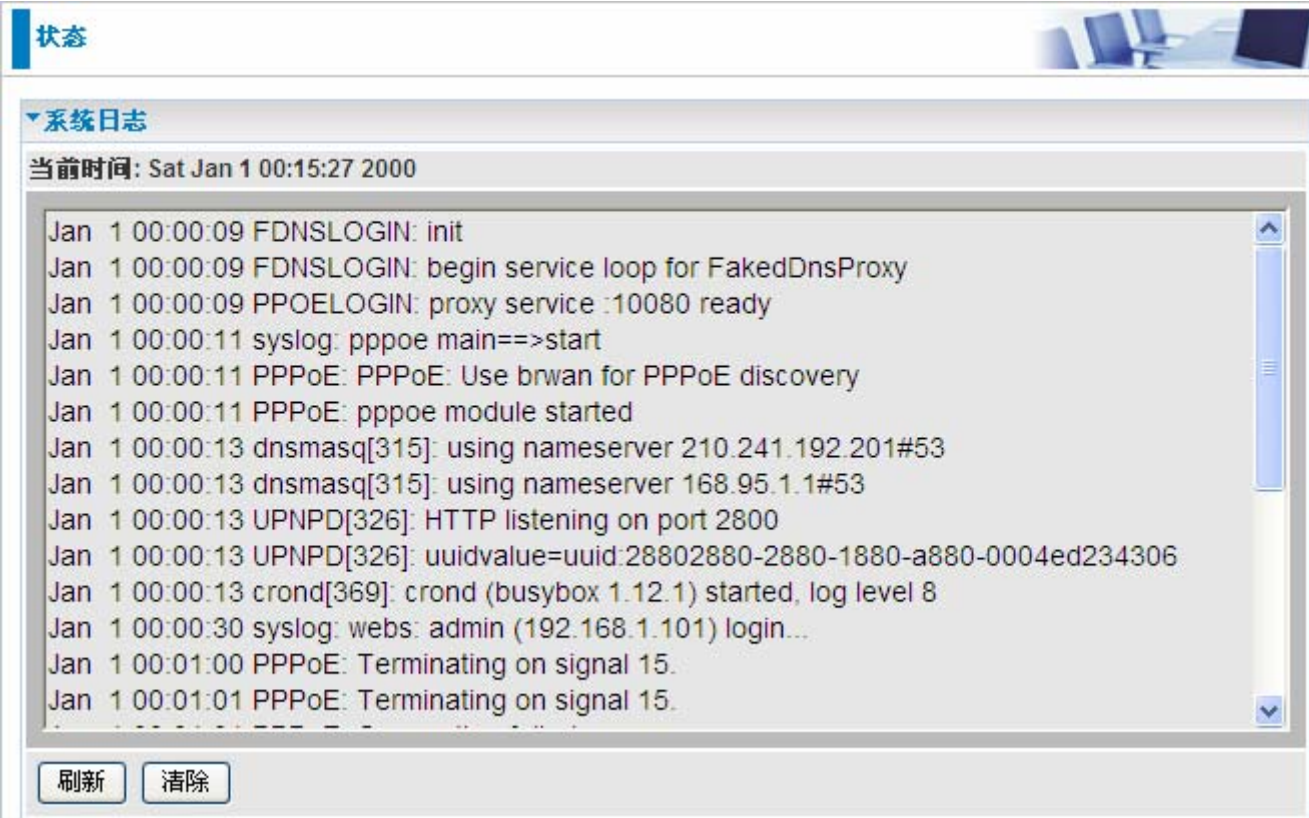 状态
系统日志
当前时间: Sat Jan 1 00:15:27 2000
Jan 1 00:00:09 FDNSLOGIN: init
Jan 1 00:00:09 FDNSLOGIN: begin service loop for FakedDnsProxy
Jan 1 00:00:09 PPOELOGIN: proxy service :10080 ready
Jan 1 00:00:11 syslog: pppoe main==>start
Jan 1 00:00:11 PPPoE: PPPoE: Use brwan for PPPoE discovery
Jan 1 00:00:11 PPPoE: pppoe module started
Jan 1 00:00:13 dnsmasq[315]: using nameserver 210.241.192.201#53
Jan 1 00:00:13 dnsmasq[315]: using nameserver 168.95.1.1#53
Jan 1 00:00:13 UPNPD[326]: HTTP listening on port 2800
Jan 1 00:00:13 UPNPD[326]: uuidvalue=uuid:28802880-2880-1880-a880-0004ed234306
Jan 1 00:00:13 crond[369]: crond (busybox 1.12.1) started, log level 8
Jan 1 00:00:30 syslog: webs: admin (192.168.1.101) login...
Jan 1 00:01:00 PPPoE: Terminating on signal 15.
Jan 1 00:01:01 PPPoE: Terminating on signal 15.
刷新 清除